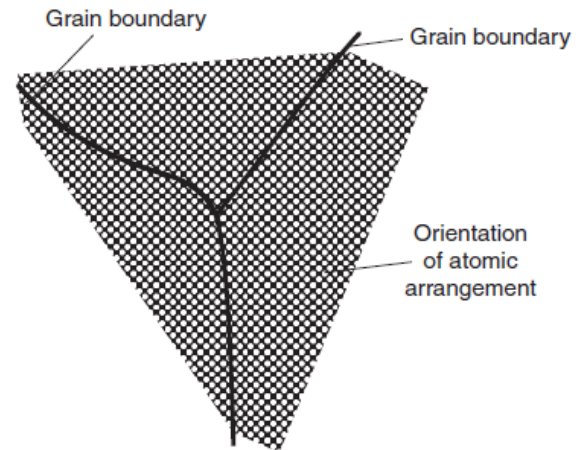 Grain boundary
Grain boundary
Orientation
of atomic
arrangement